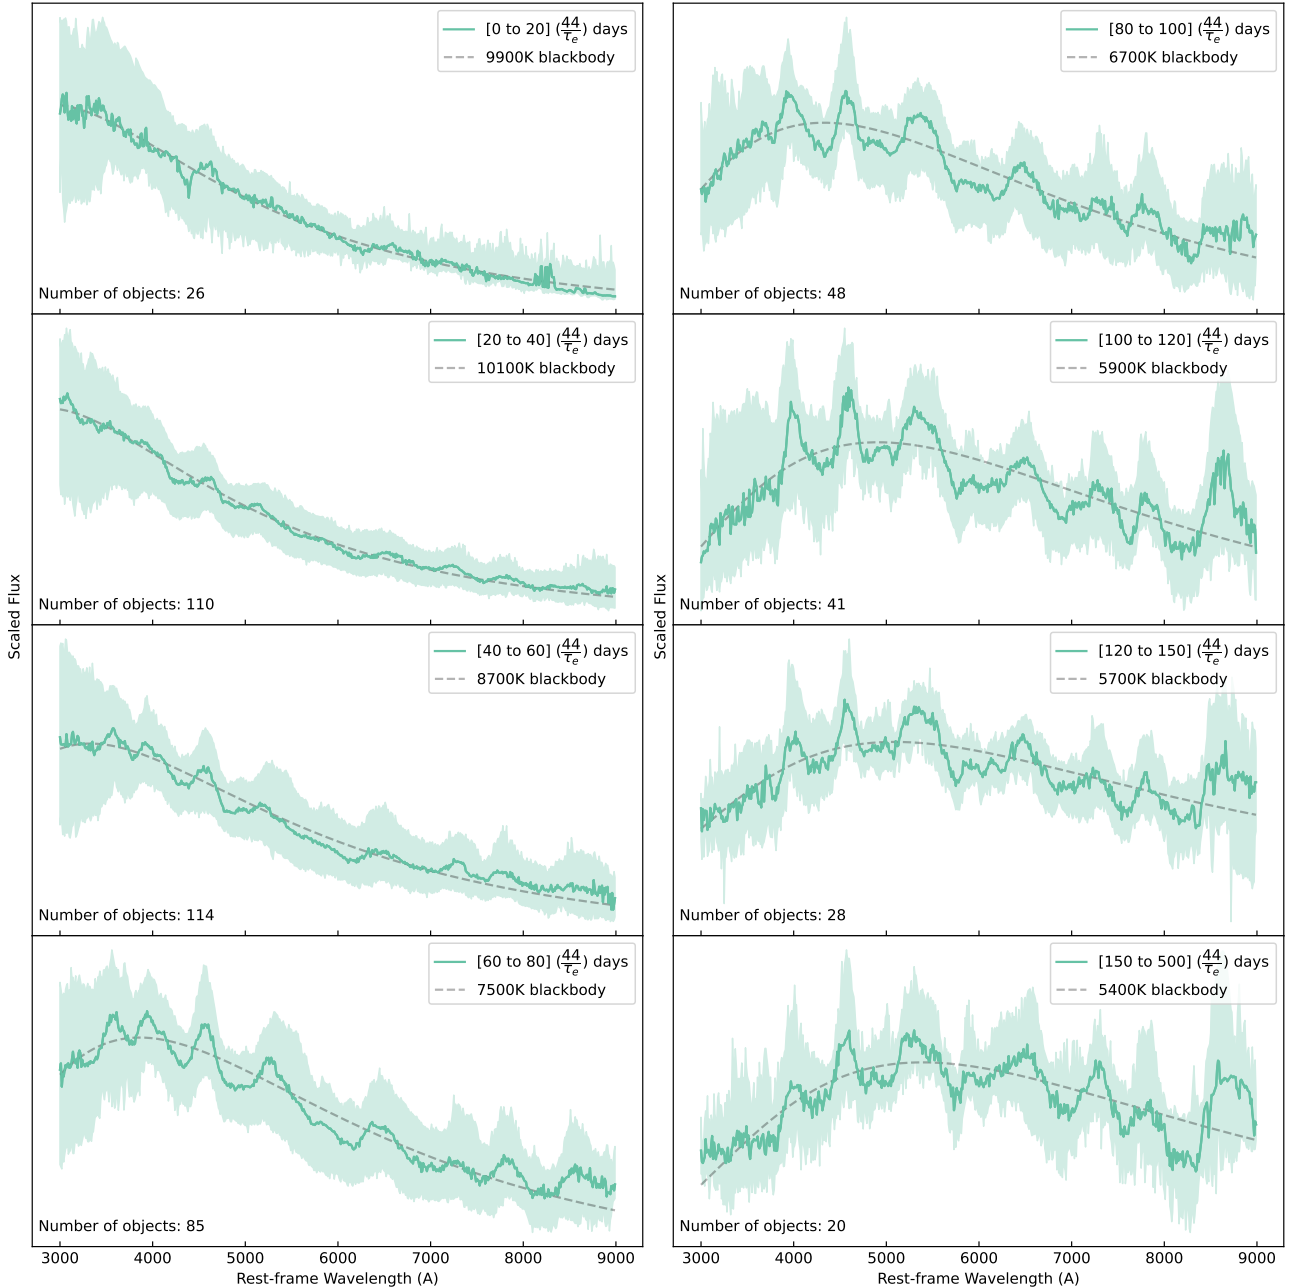 [0 to 20] (44/τe) days
9900K blackbody
Number of objects: 26
[20 to 40] (44/τe) days
10100K blackbody
Number of objects: 110
[40 to 60] (44/τe) days
8700K blackbody
Number of objects: 114
[60 to 80] (44/τe) days
7500K blackbody
Number of objects: 85
Scaled Flux
3000 4000 5000 6000 7000 8000 9000
Rest-frame Wavelength (A)
[80 to 100] (44/τe) days
6700K blackbody
Number of objects: 48
[100 to 120] (44/τe) days
5900K blackbody
Number of objects: 41
[120 to 150] (44/τe) days
5700K blackbody
Number of objects: 28
[150 to 500] (44/τe) days
5400K blackbody
Number of objects: 20
Scaled Flux
3000 4000 5000 6000 7000 8000 9000
Rest-frame Wavelength (A)